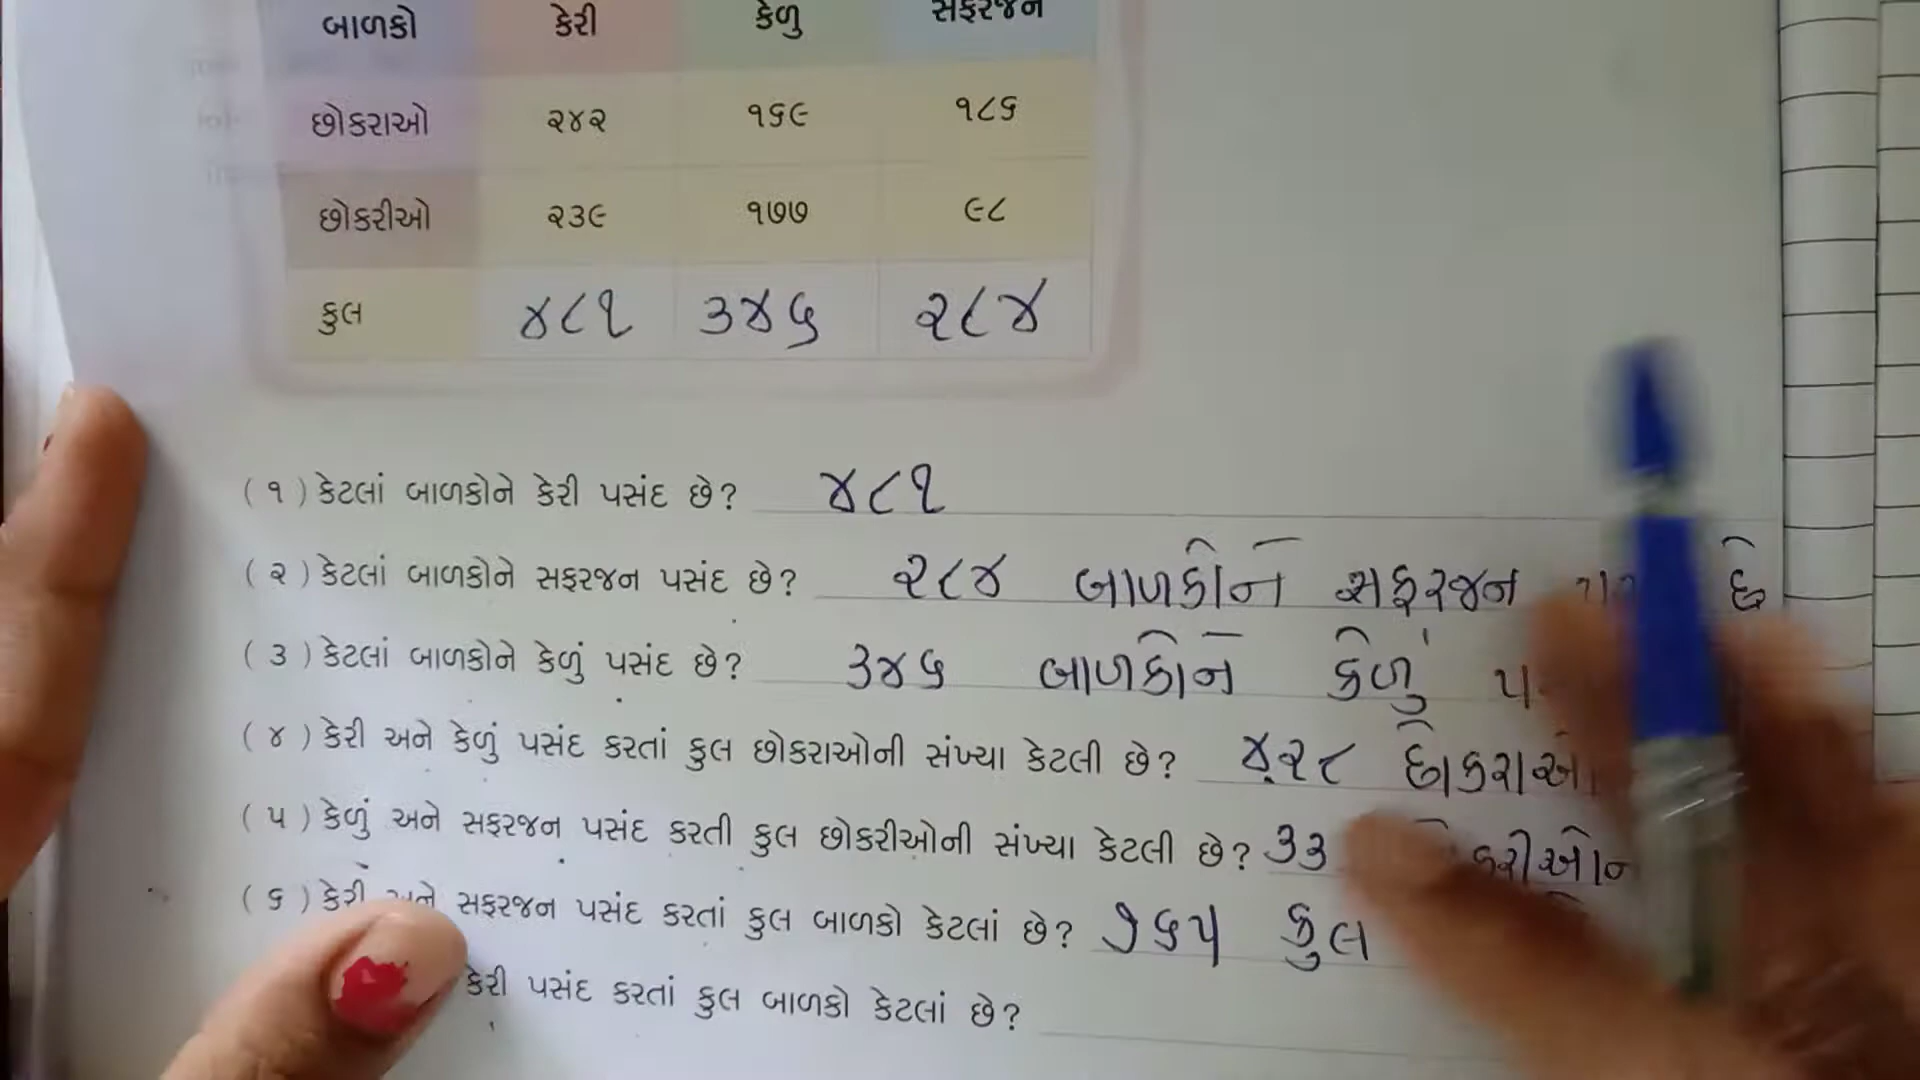 બાળકો કેરી કેળુ સફરજન
છોકરાઓ ૨૪૨ ૧૬૯ ૧૮૬
છોકરીઓ ૨૩૯ ૧૭૭ ૯૮
કુલ ૪૮૧ ૩૪૬ ૨૮૪
(૧) કેટલાં બાળકોને કેરી પસંદ છે? ૪૮૧
(૨) કેટલાં બાળકોને સફરજન પસંદ છે? ૨૮૪ બાળકોને સફરજન છે
(૩) કેટલાં બાળકોને કેળું પસંદ છે? ૩૪૬ બાળકોને કેળું
(૪) કેરી અને કેળું પસંદ કરતાં કુલ છોકરાઓની સંખ્યા કેટલી છે? ૪૨૮
(૫) કેળું અને સફરજન પસંદ કરતી કુલ છોકરીઓની સંખ્યા કેટલી છે? ૩૩
(૬) કેરી અને સફરજન પસંદ કરતાં કુલ બાળકો કેટલાં છે? ૭૬૫ કુલ
કેરી પસંદ કરતાં કુલ બાળકો કેટલાં છે?